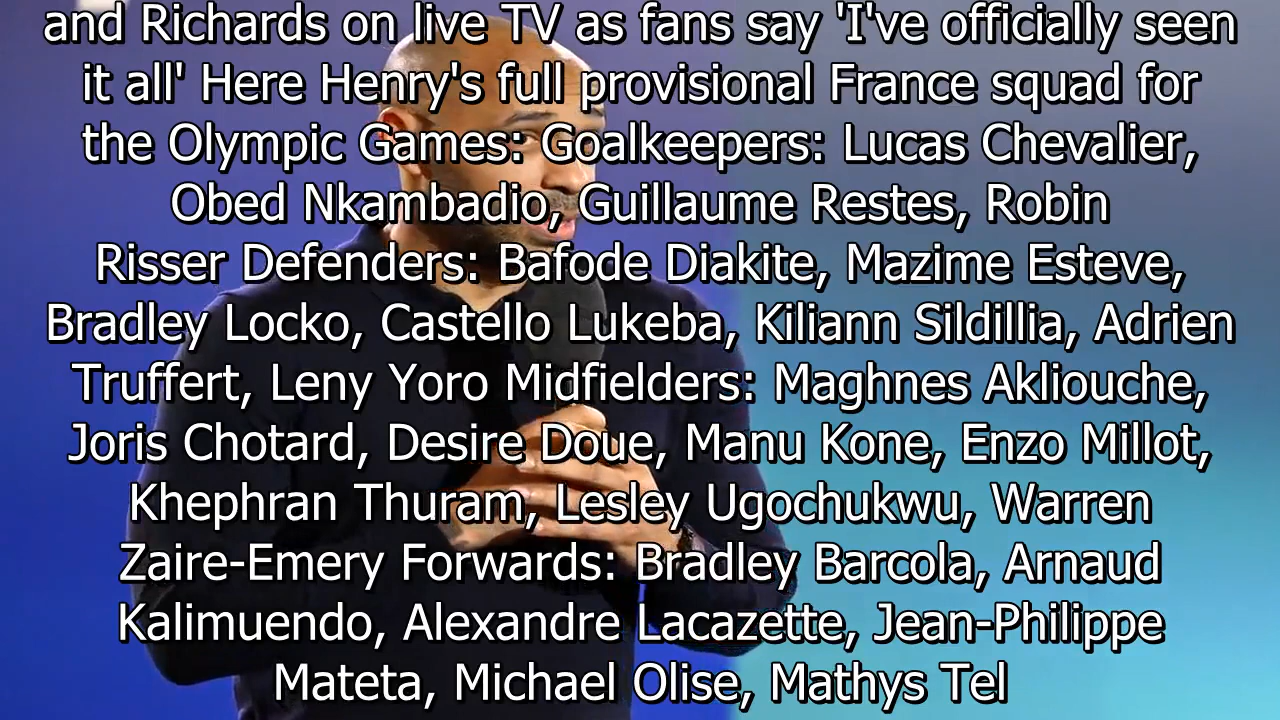 and Richards on live TV as fans say 'I've officially seen
it all' Here Henry's full provisional France squad for
the Olympic Games: Goalkeepers: Lucas Chevalier,
Obed Nkambadio, Guillaume Restes, Robin
Risser Defenders: Bafode Diakite, Mazime Esteve,
Bradley Locko, Castello Lukeba, Kiliann Sildillia, Adrien
Truffert, Leny Yoro Midfielders: Maghnes Akliouche,
Joris Chotard, Desire Doue, Manu Kone, Enzo Millot,
Khephran Thuram, Lesley Ugochukwu, Warren
Zaire-Emery Forwards: Bradley Barcola, Arnaud
Kalimuendo, Alexandre Lacazette, Jean-Philippe
Mateta, Michael Olise, Mathys Tel